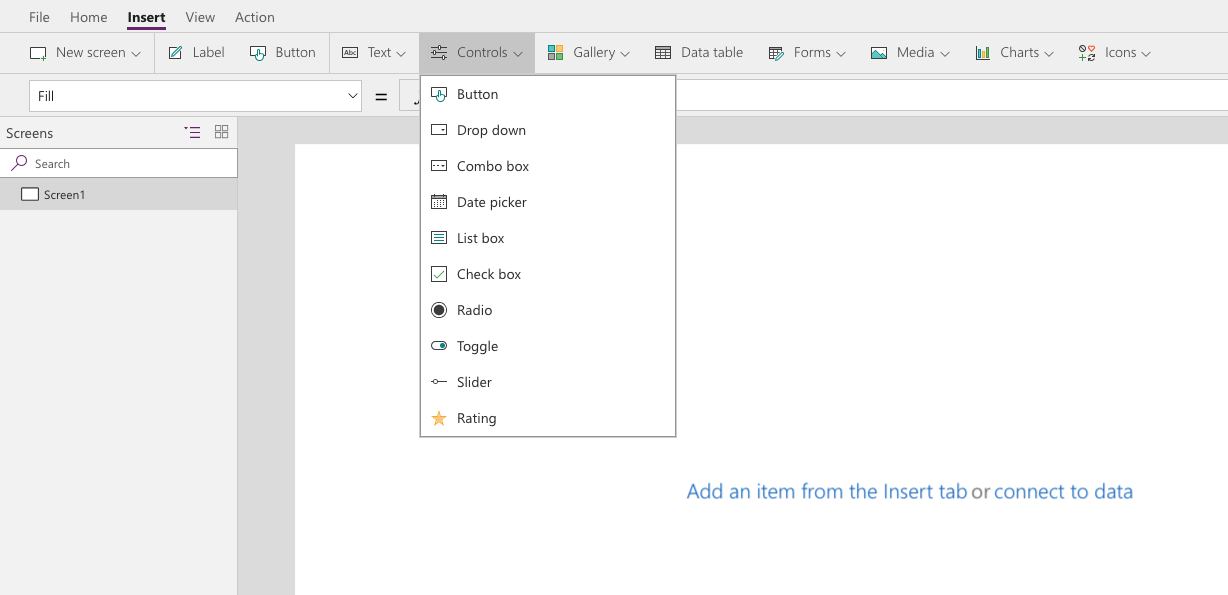 File Home Insert View Action
New screen Label Button Abc Text Controls Gallery Data table Forms Media Charts Icons
Fill =
Screens
Search
Screen1
Button
Drop down
Combo box
Date picker
List box
Check box
Radio
Toggle
Slider
Rating
Add an item from the Insert tab or connect to data